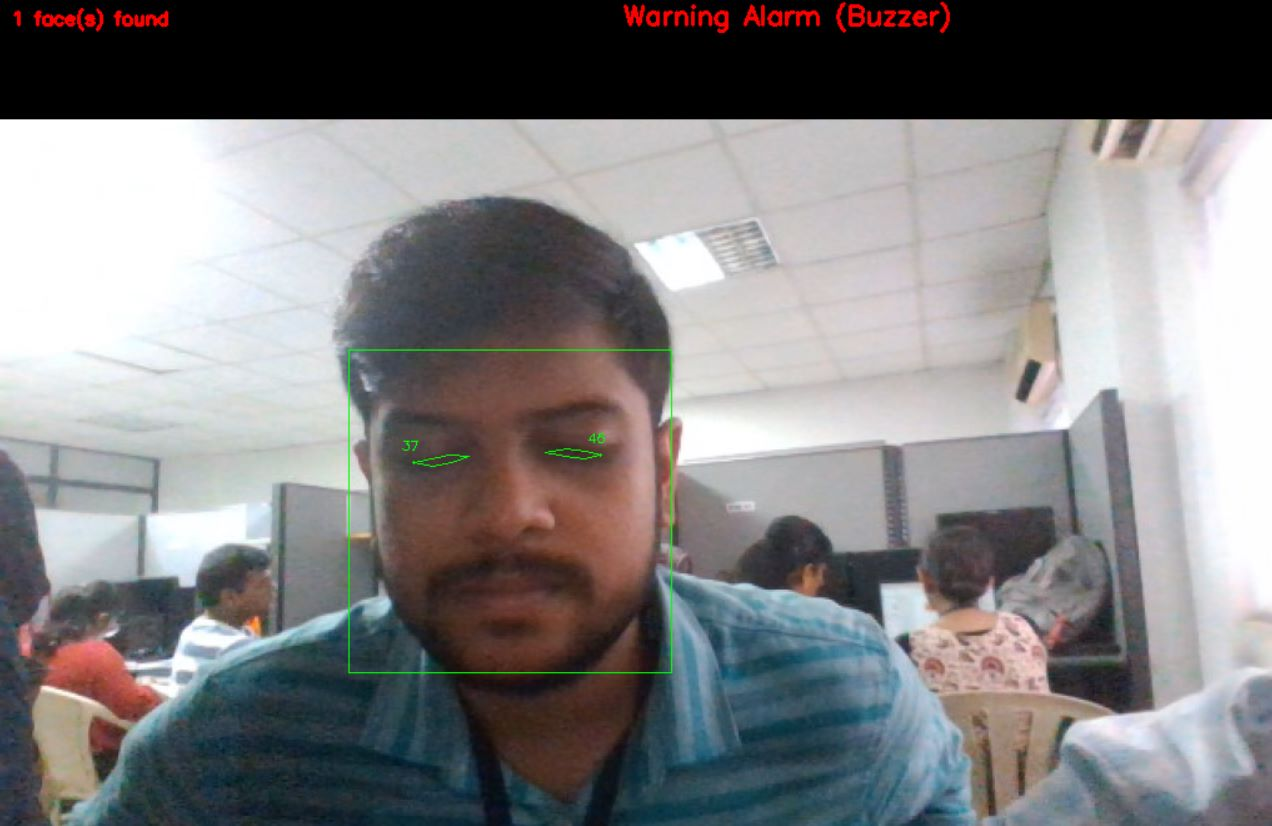 1 face(s) found
Warning Alarm (Buzzer)
37
46